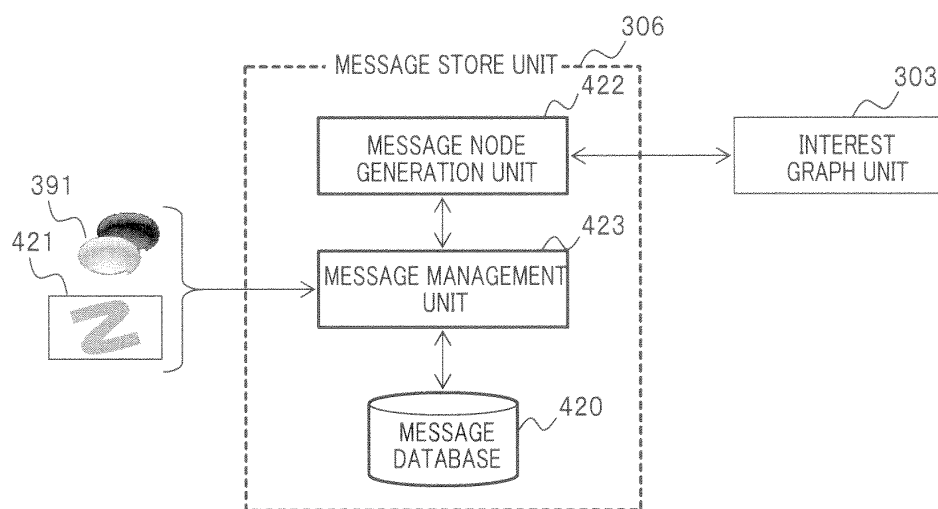 306
MESSAGE STORE UNIT
422
303
MESSAGE NODE
GENERATION UNIT
INTEREST
GRAPH UNIT
391
421
423
MESSAGE MANAGEMENT
UNIT
420
MESSAGE
DATABASE